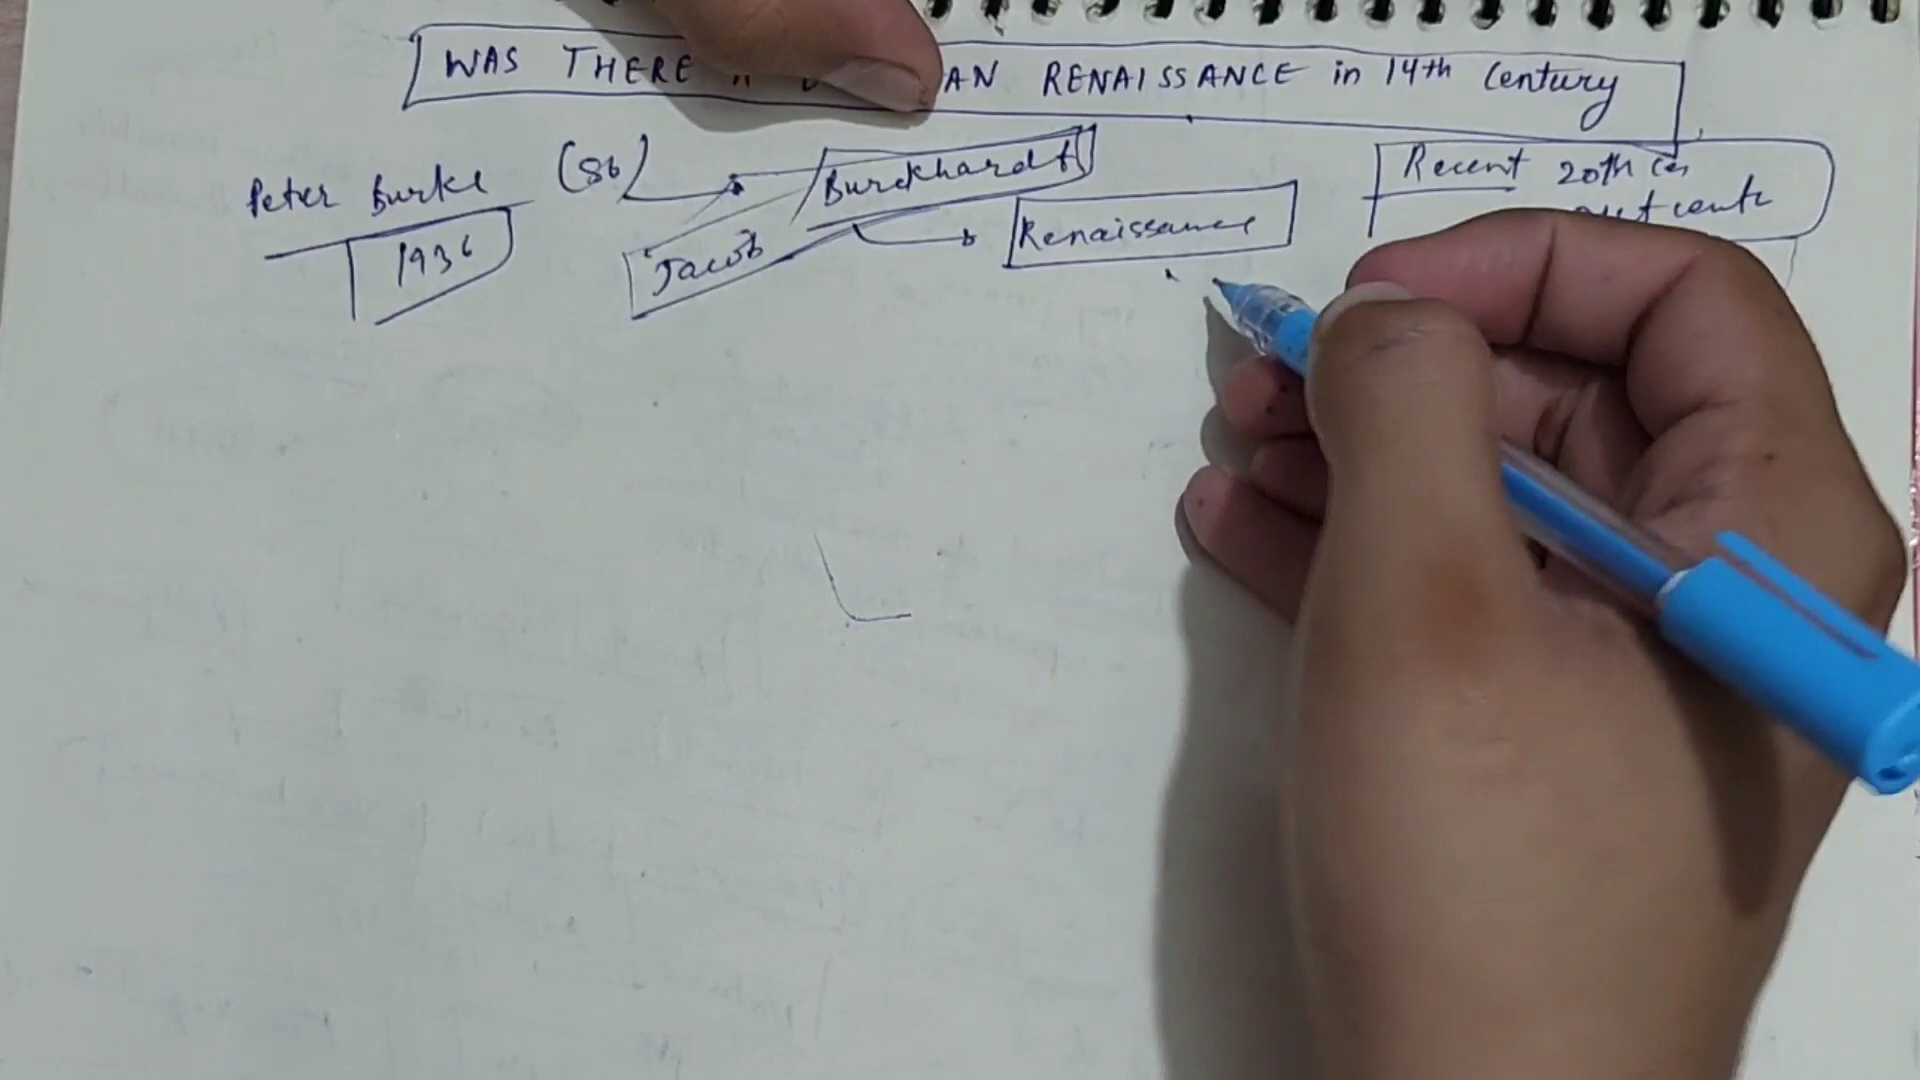 WAS THERE AN RENAISSANCE in 14th Century
Peter Burke (86) Burckhardt Recent 20th
1936 Jacob Renaissance